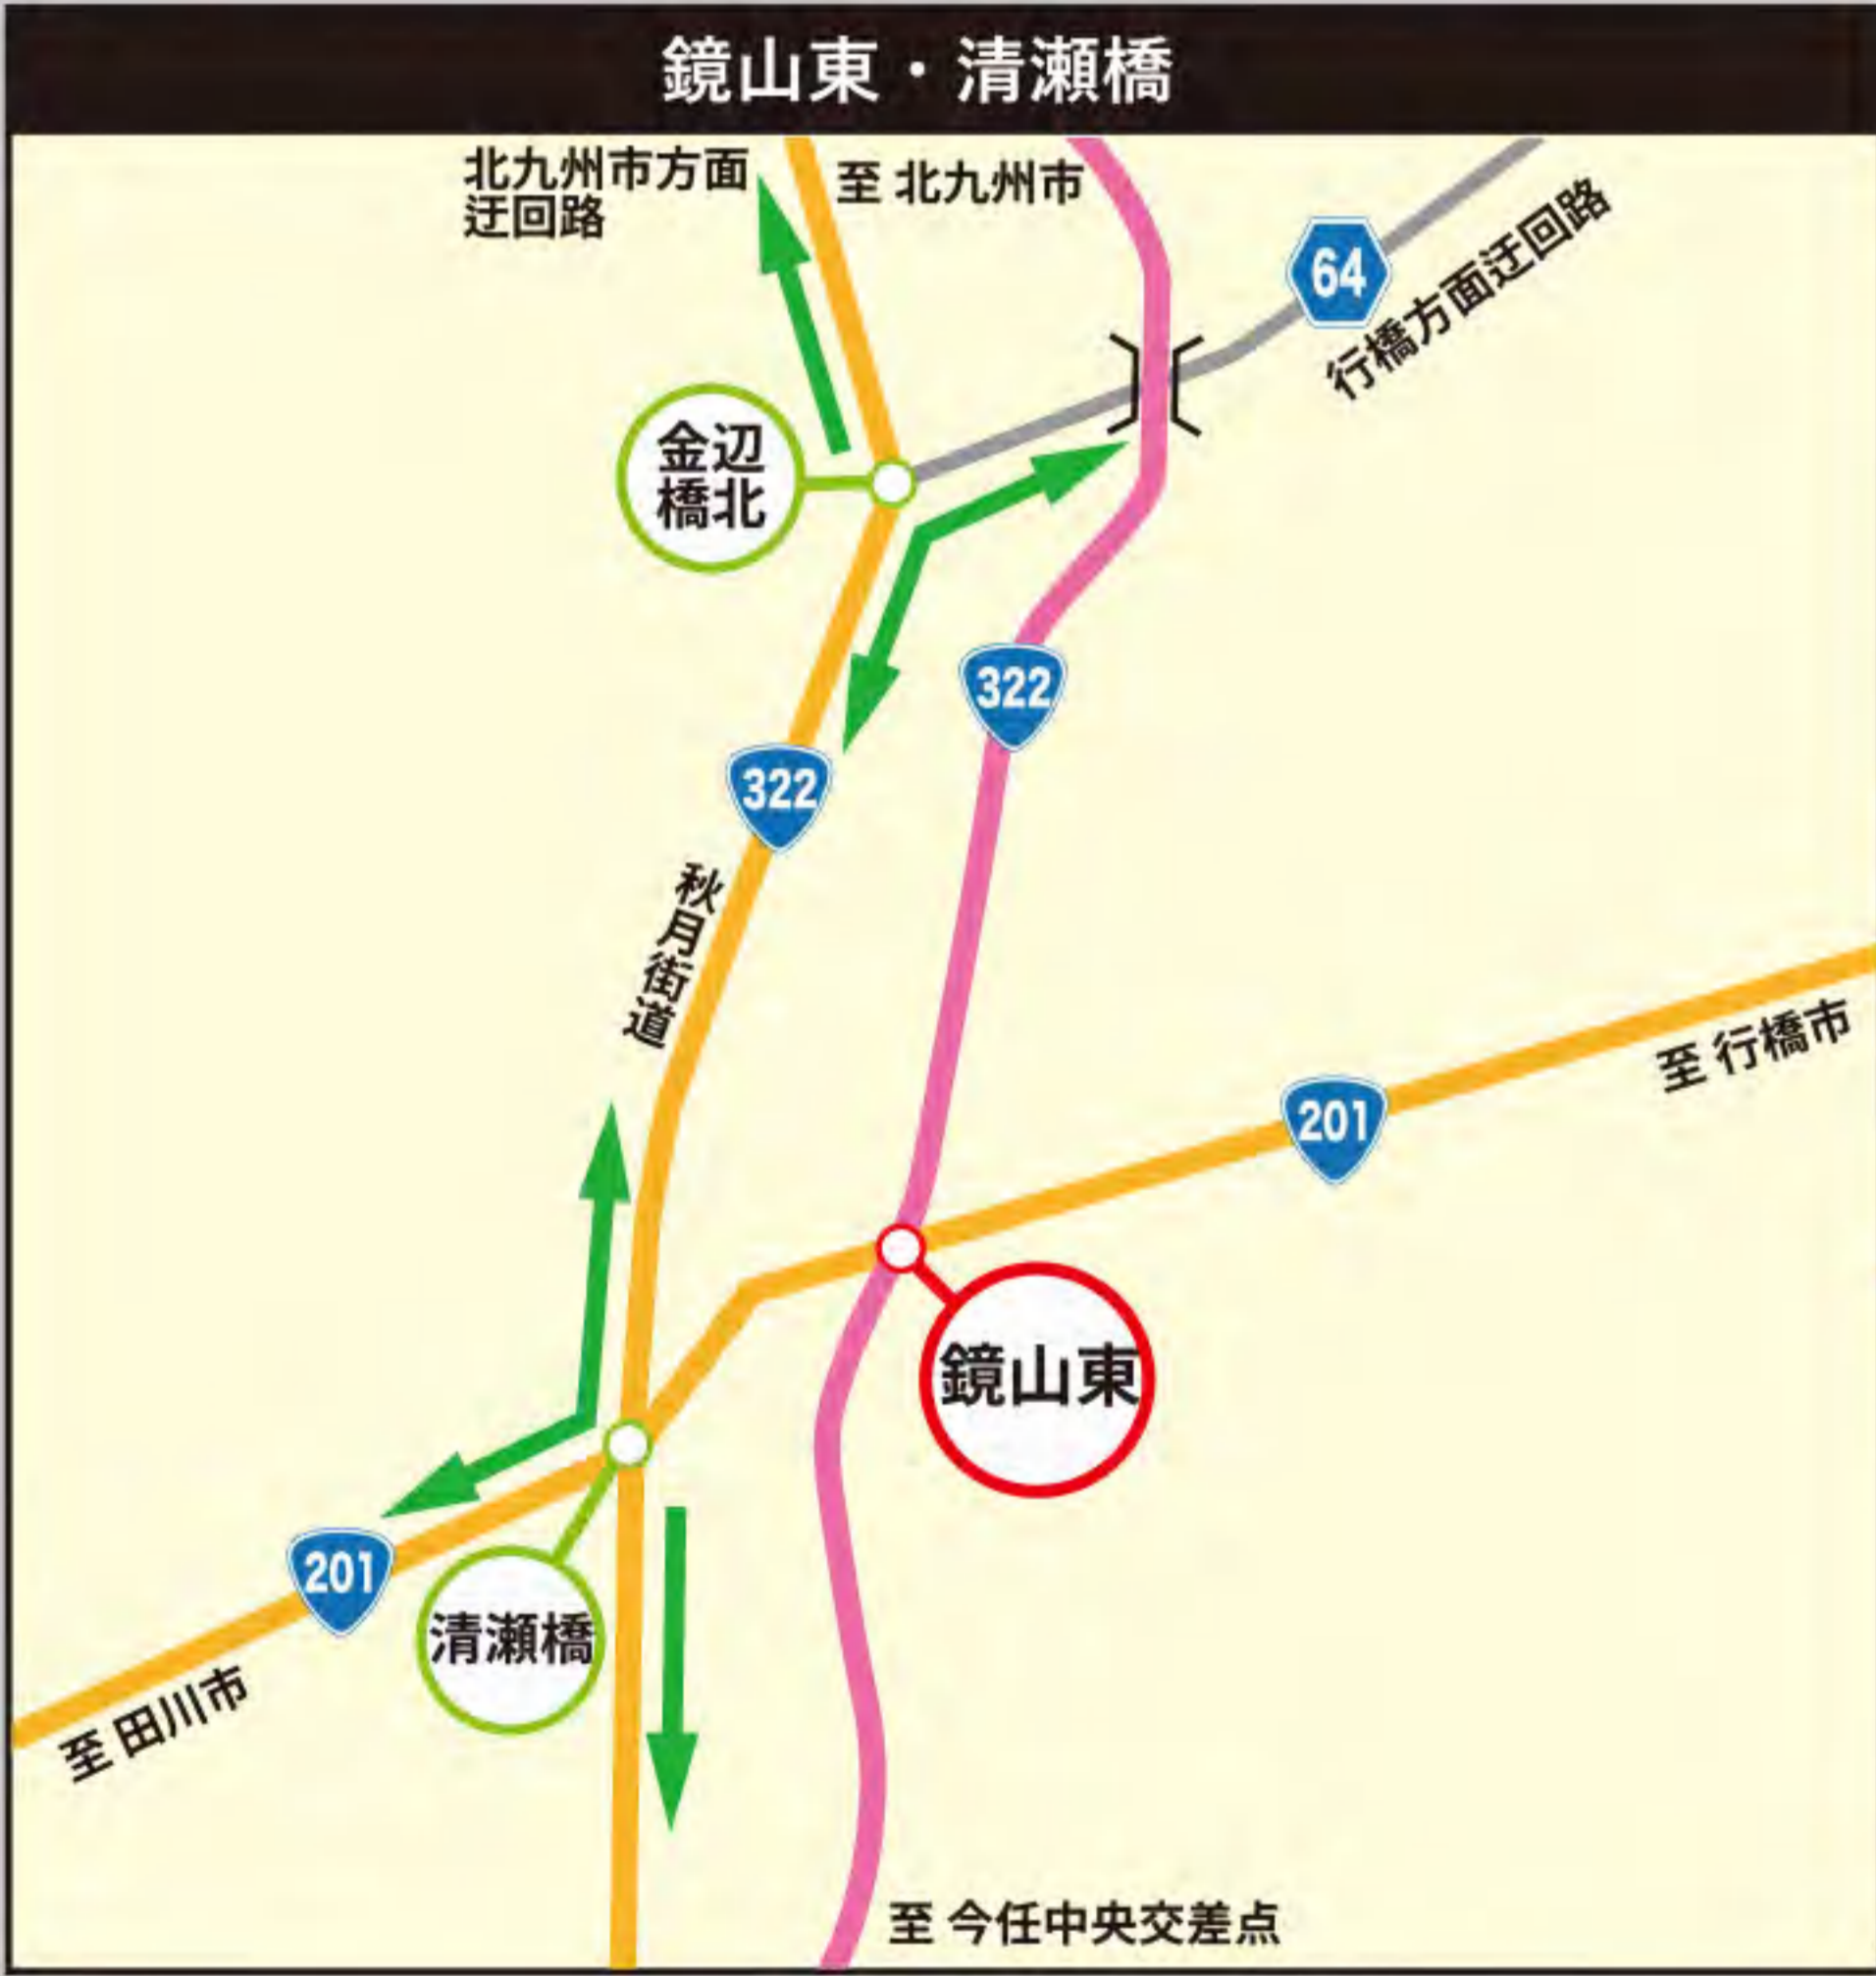 鏡山東・清瀬橋
北九州市方面
迂回路
至 北九州市
64
行橋方面迂回路
金辺
橋北
322
322
秋月街道
至 行橋市
201
鏡山東
201
清瀬橋
至 田川市
至 今任中央交差点